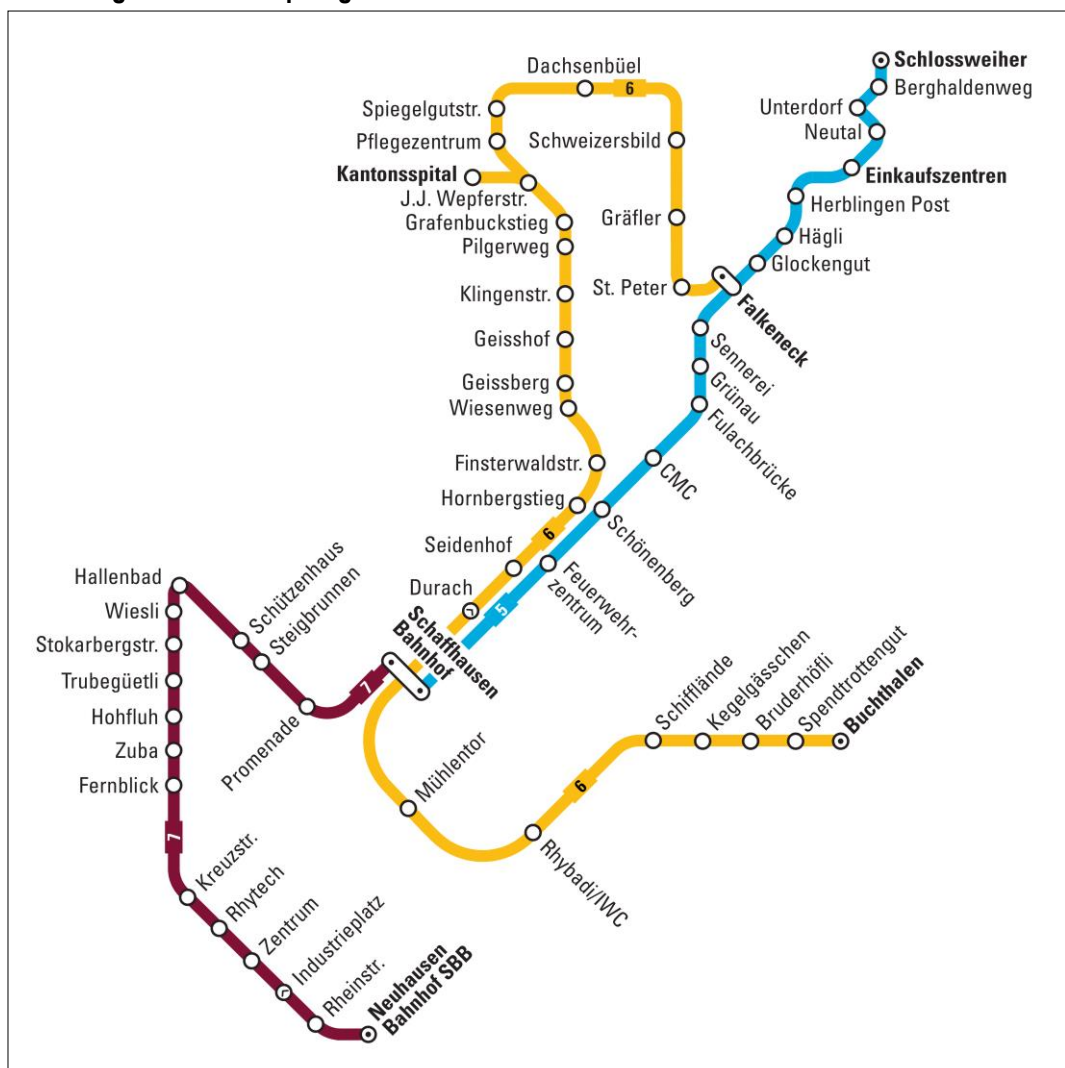 Dachsenbüel
6
Schlossweiher
Berghaldenweg
Spiegelgutstr.
Unterdorf
Pflegezentrum
Schweizersbild
Neutal
Kantonsspital
Einkaufszentren
J.J. Wepferstr.
Grafenbuckstieg
Herblingen Post
Pilgerweg
Gräfler
Hägli
Glockengut
Klingenstr.
St. Peter
Falkeneck
Geisshof
Sennerei
Grünau
Geissberg
Wiesenweg
Fulachbrücke
Finsterwaldstr.
CMC
Hornbergstieg
Schönenberg
6
Seidenhof
Feuerwehr-
zentrum
Durach
5
Schaffhausen
Bahnhof
Hallenbad
Schützenhaus
Steigbrunnen
Wiesli
Stokarbergstr.
Trubegüetli
Hohfluh
Zuba
Fernblick
Promenade
7
Mühlentor
Rhybadi/IWC
6
Schifflände
Kegelgässchen
Bruderhöfli
Spendtrottengut
Buchthalen
7
Kreuzstr.
Rhytech
Zentrum
Industrieplatz
Rheinstr.
Neuhausen
Bahnhof SBB